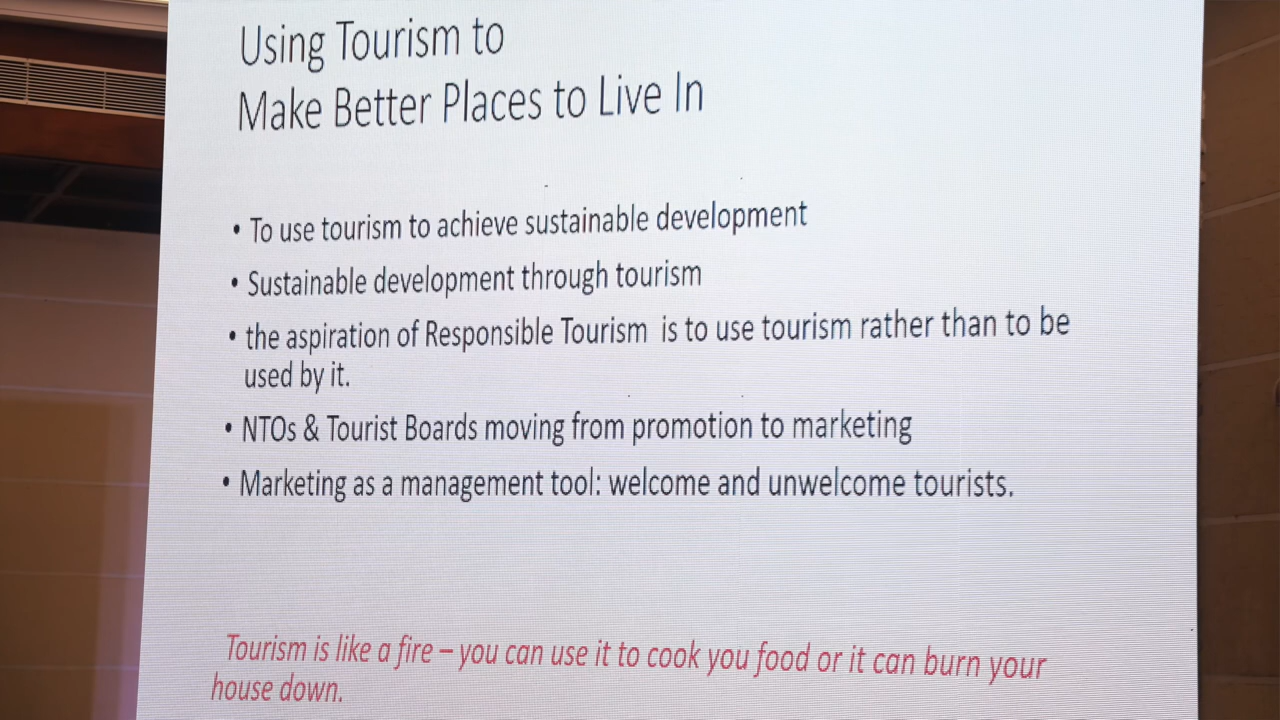 Using Tourism to
Make Better Places to Live In
• To use tourism to achieve sustainable development
• Sustainable development through tourism
• the aspiration of Responsible Tourism is to use tourism rather than to be
used by it.
• NTOs & Tourist Boards moving from promotion to marketing
• Marketing as a management tool: welcome and unwelcome tourists.
Tourism is like a fire – you can use it to cook you food or it can burn your
house down.